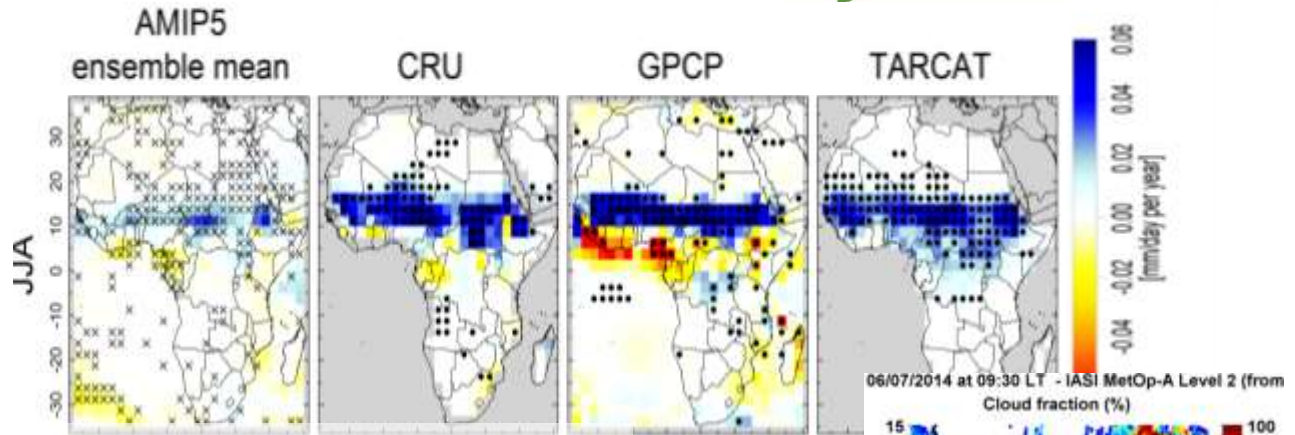 AMIP5
ensemble mean
CRU
GPCP
TARCAT
JJA
30
20
10
0
-10
-20
-30
0.06
0.04
0.02
0.00
-0.02
-0.04
[mm/day per year]
06/07/2014 at 09:30 LT - IASI MetOp-A Level 2 (from
Cloud fraction (%)
15
100